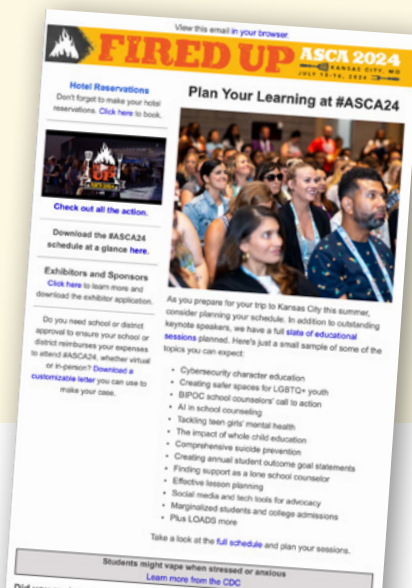 View this email in your browser.
FIRED UP
ASCA 2024
KANSAS CITY, MO
JULY 13-16, 2024
Hotel Reservations
Don't forget to make your hotel
reservations. Click here to book.
Check out all the action.
Download the #ASCA24
schedule at a glance here.
Exhibitors and Sponsors
Click here to learn more and
download the exhibitor application.
Do you need school or district
approval to ensure your school or
district reimburses your expenses
to attend #ASCA24, whether virtual
or in-person? Download a
customizable letter you can use to
make your case.
Plan Your Learning at #ASCA24
As you prepare for your trip to Kansas City this summer,
consider planning your schedule. In addition to outstanding
keynote speakers, we have a full slate of educational
sessions planned. Here's just a small sample of some of the
topics you can expect:
• Cybersecurity character education
• Creating safer spaces for LGBTQ+ youth
• BIPOC school counselors' call to action
• AI in school counseling
• Tackling teen girls' mental health
• The impact of whole child education
• Comprehensive suicide prevention
• Creating annual student outcome goal statements
• Finding support as a lone school counselor
• Effective lesson planning
• Social media and tech tools for advocacy
• Marginalized students and college admissions
• Plus LOADS more
Take a look at the full schedule and plan your sessions.
Students might vape when stressed or anxious
Learn more from the CDC